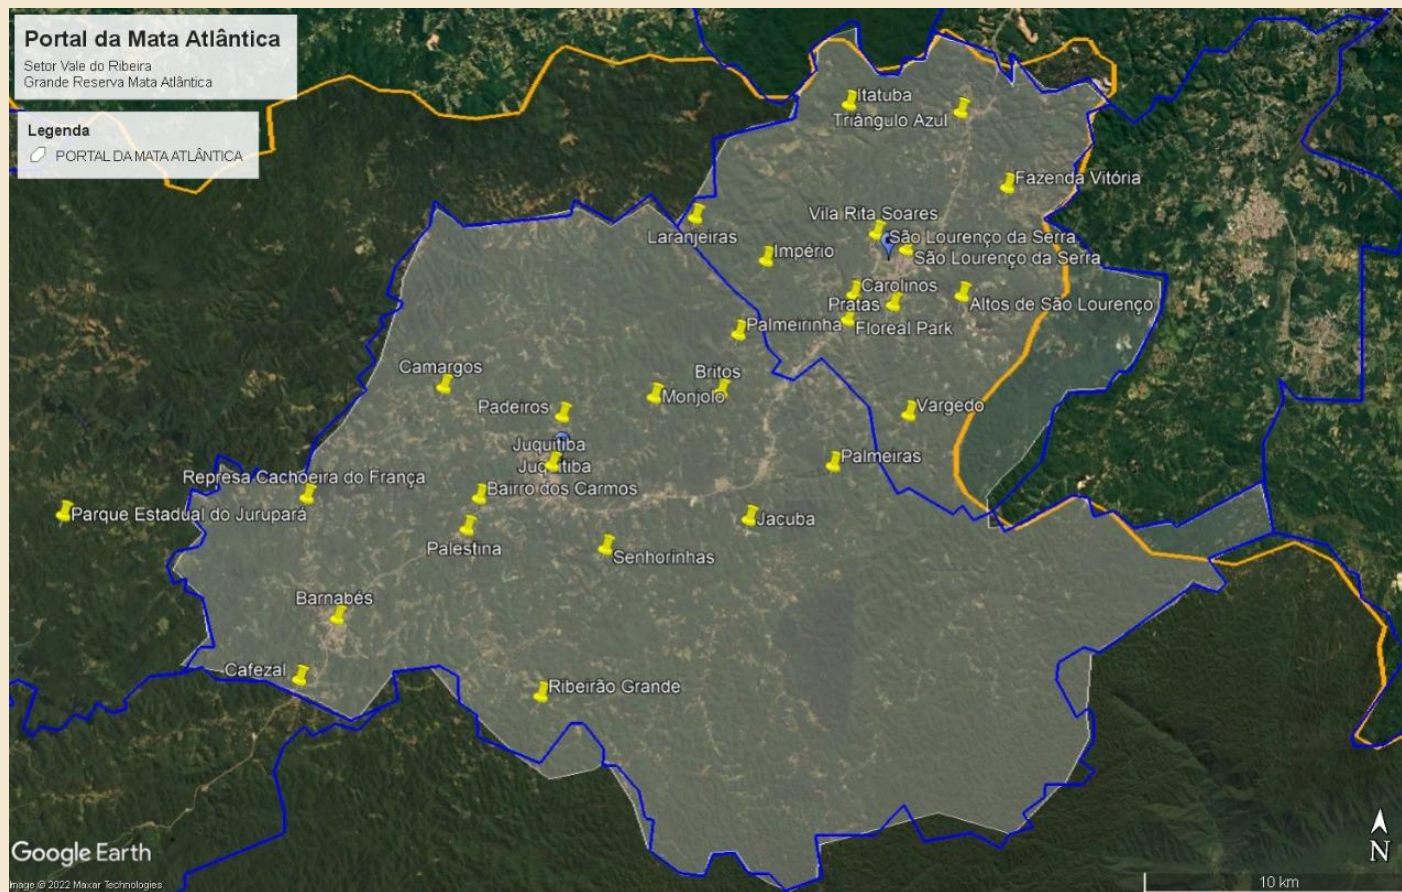 Portal da Mata Atlântica
Setor Vale do Ribeira
Grande Reserva Mata Atlântica
Legenda
PORTAL DA MATA ATLÂNTICA
Itatuba
Triângulo Azul
Fazenda Vitória
Vila Rita Soares
Laranjeiras
São Lourenço da Serra
Império
São Lourenço da Serra
Carolinos
Pratas
Altos de São Lourenço
Palmeirinha
Floreal Park
Camargos
Britos
Monjolo
Padeiros
Vargedo
Juquitiba
Juquitiba
Palmeiras
Represa Cachoeira do França
Bairro dos Carmos
Parque Estadual do Jurupará
Jacuba
Palestina
Senhorinhas
Barnabés
Cafezal
Ribeirão Grande
Google Earth
Image © 2022 Maxar Technologies
N
10 km